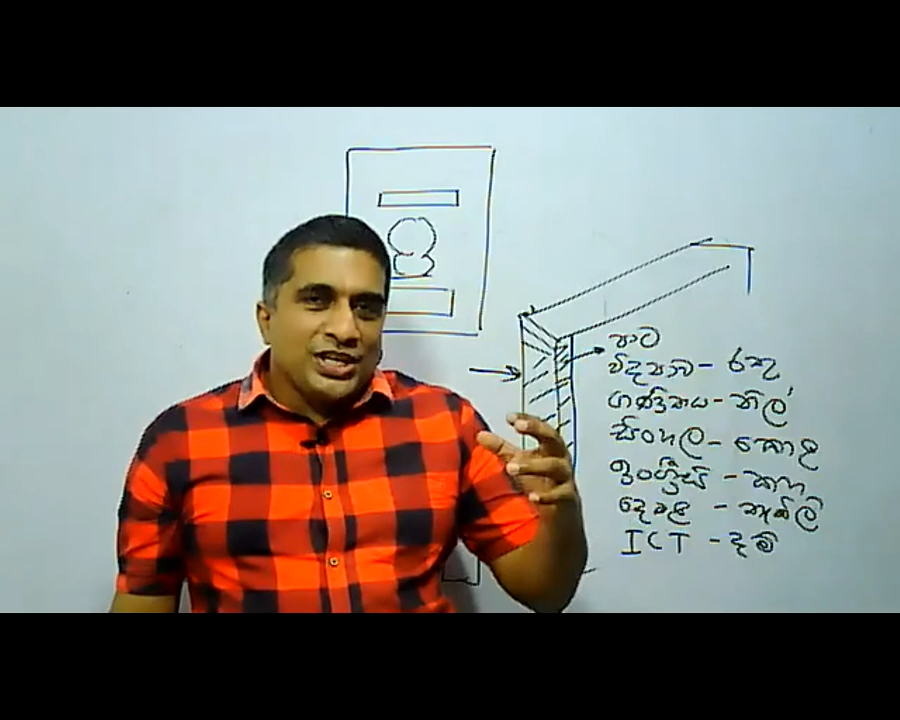 පාට
විද්‍යාව - රතු
ගණිතය - නිල්
සිංහල - කොළ
ඉංග්‍රීසි - කහ
දෙමළ - තැඹිලි
ICT - දම්